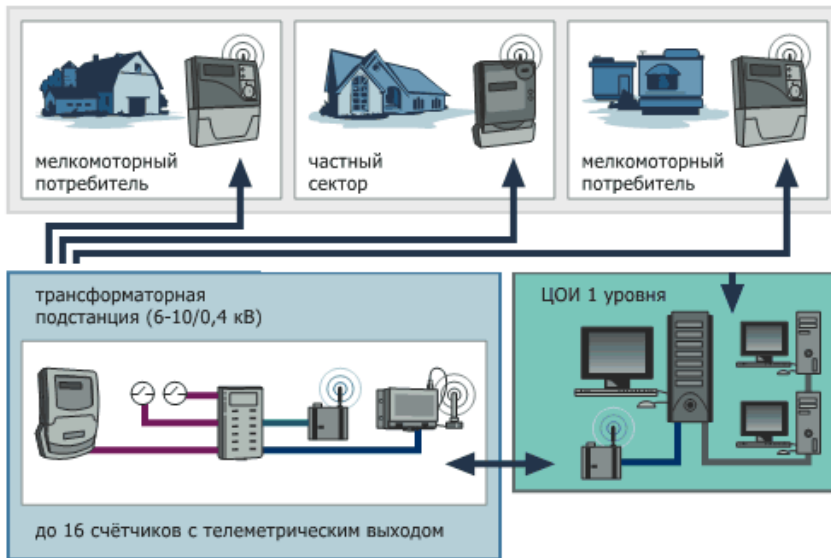 мелкомоторный
потребитель
частный
сектор
мелкомоторный
потребитель
трансформаторная
подстанция (6-10/0,4 кВ)
ЦОИ 1 уровня
до 16 счётчиков с телеметрическим выходом